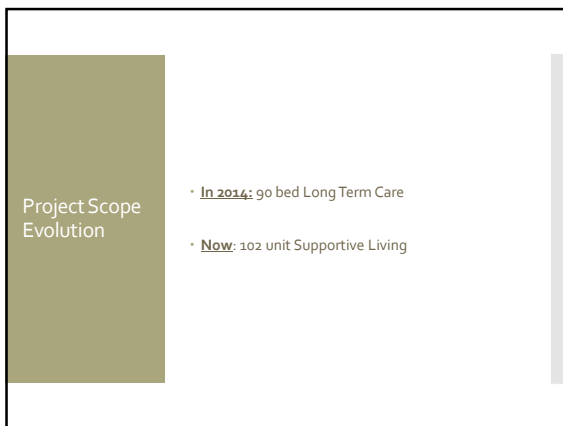 Project Scope
Evolution
• In 2014: 90 bed Long Term Care
• Now: 102 unit Supportive Living